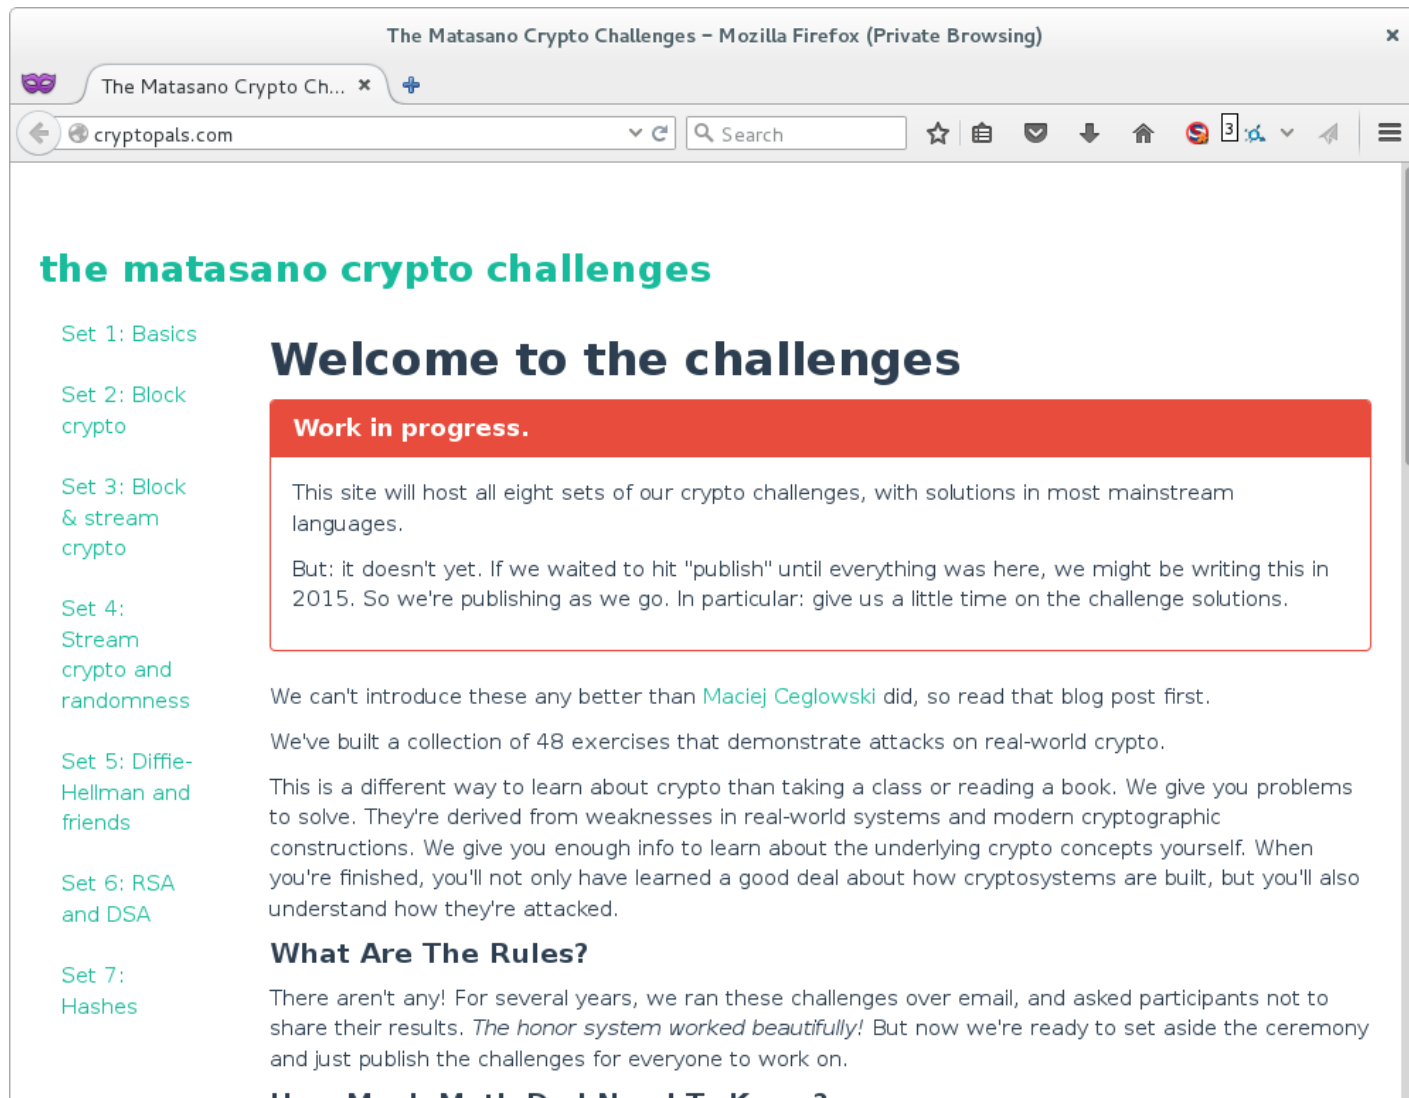 The Matasano Crypto Challenges – Mozilla Firefox (Private Browsing)
The Matasano Crypto Ch...
cryptopals.com
Search
3
the matasano crypto challenges
Set 1: Basics
Set 2: Block
crypto
Set 3: Block
& stream
crypto
Set 4:
Stream
crypto and
randomness
Set 5: Diffie-
Hellman and
friends
Set 6: RSA
and DSA
Set 7:
Hashes
Welcome to the challenges
Work in progress.
This site will host all eight sets of our crypto challenges, with solutions in most mainstream
languages.
But: it doesn't yet. If we waited to hit "publish" until everything was here, we might be writing this in
2015. So we're publishing as we go. In particular: give us a little time on the challenge solutions.
We can't introduce these any better than Maciej Ceglowski did, so read that blog post first.
We've built a collection of 48 exercises that demonstrate attacks on real-world crypto.
This is a different way to learn about crypto than taking a class or reading a book. We give you problems
to solve. They're derived from weaknesses in real-world systems and modern cryptographic
constructions. We give you enough info to learn about the underlying crypto concepts yourself. When
you're finished, you'll not only have learned a good deal about how cryptosystems are built, but you'll also
understand how they're attacked.
What Are The Rules?
There aren't any! For several years, we ran these challenges over email, and asked participants not to
share their results. The honor system worked beautifully! But now we're ready to set aside the ceremony
and just publish the challenges for everyone to work on.